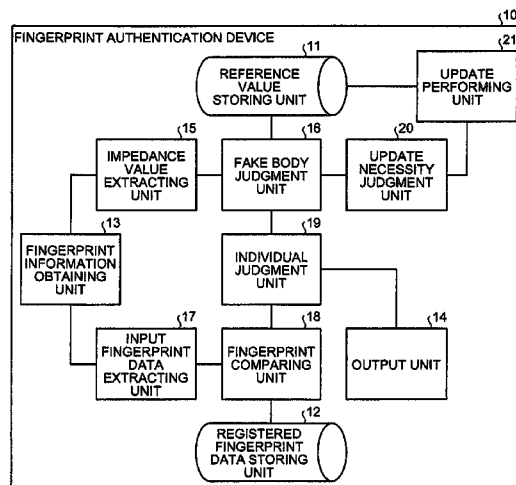 10
FINGERPRINT AUTHENTICATION DEVICE
11
REFERENCE
VALUE
STORING UNIT
21
UPDATE
PERFORMING
UNIT
15
IMPEDANCE
VALUE
EXTRACTING
UNIT
16
FAKE BODY
JUDGMENT
UNIT
20
UPDATE
NECESSITY
JUDGMENT
UNIT
13
FINGERPRINT
INFORMATION
OBTAINING
UNIT
19
INDIVIDUAL
JUDGMENT
UNIT
17
INPUT
FINGERPRINT
DATA
EXTRACTING
UNIT
18
FINGERPRINT
COMPARING
UNIT
14
OUTPUT UNIT
12
REGISTERED
FINGERPRINT
DATA STORING
UNIT